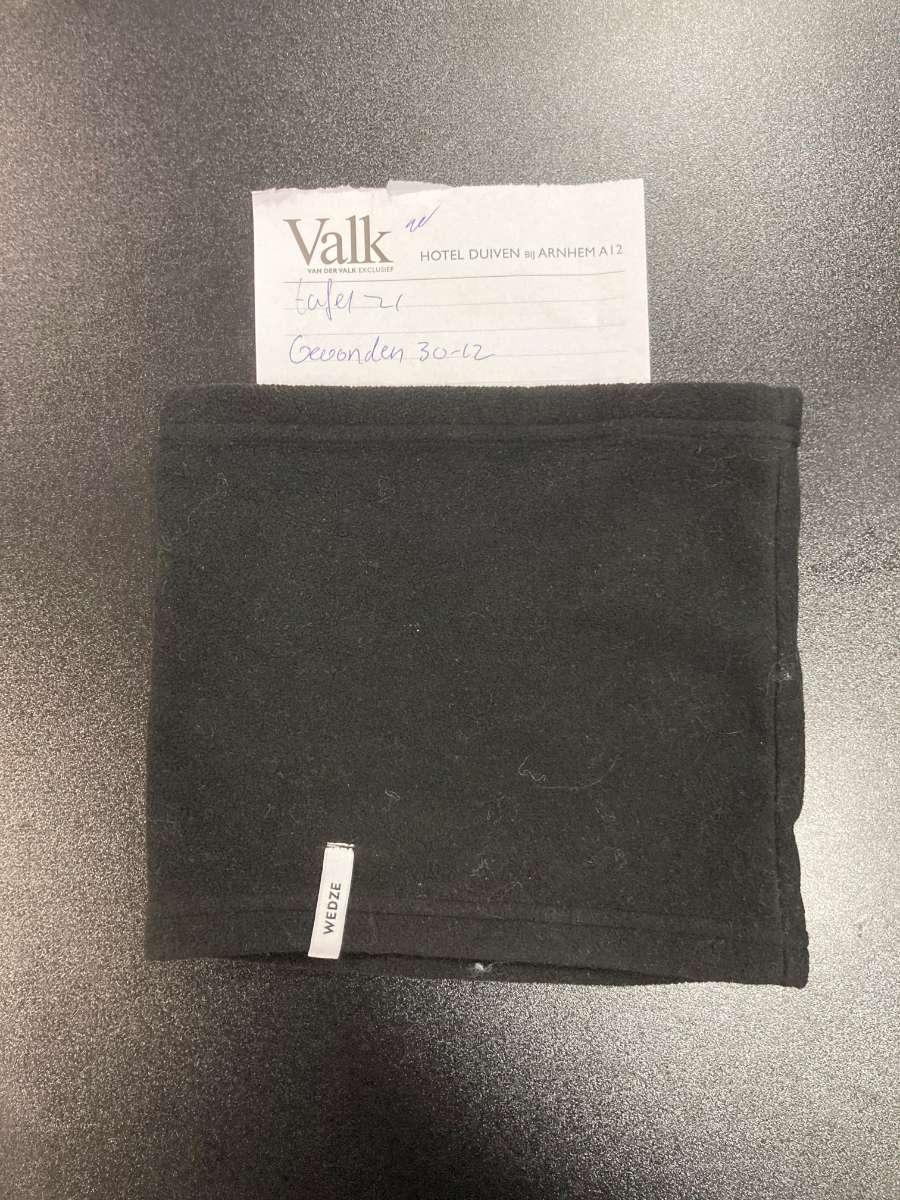 Valk
VAN DER VALK EXCLUSIEF
HOTEL DUIVEN BIJ ARNHEM A12
tafel 21
Gevonden 30-12
WEDZE